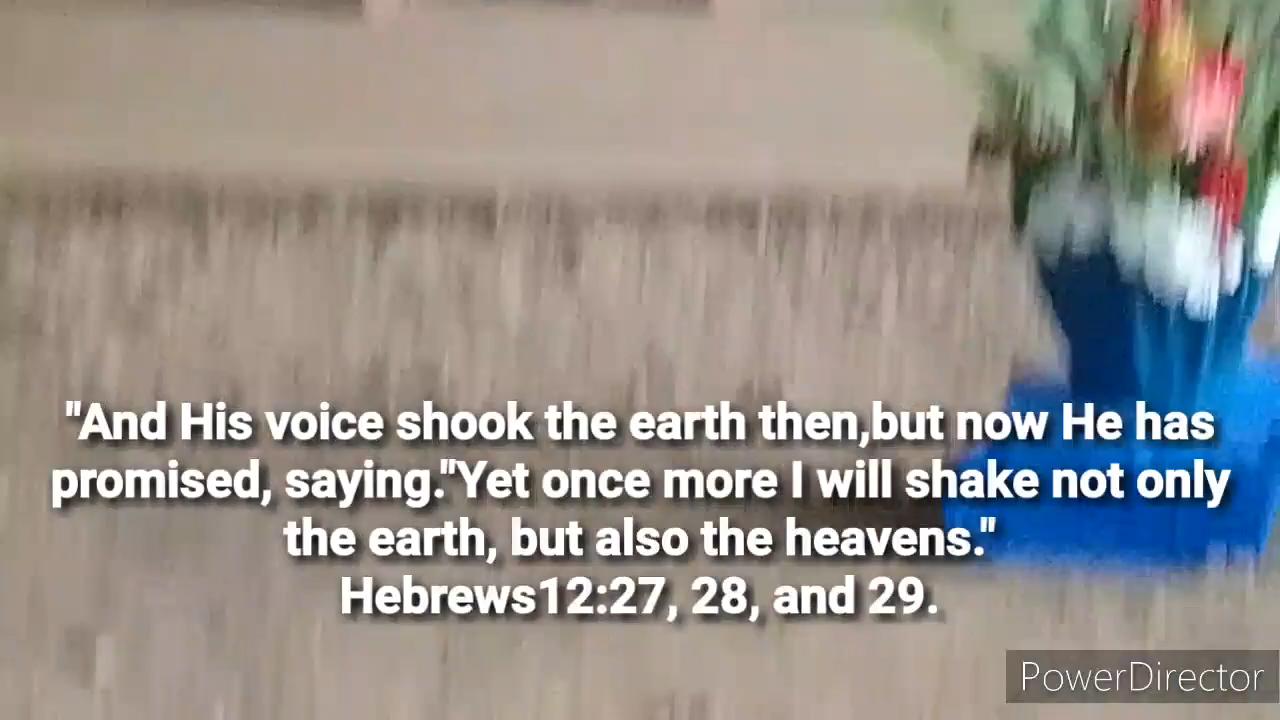 "And His voice shook the earth then,but now He has
promised, saying."Yet once more I will shake not only
the earth, but also the heavens."
Hebrews12:27, 28, and 29.
PowerDirector